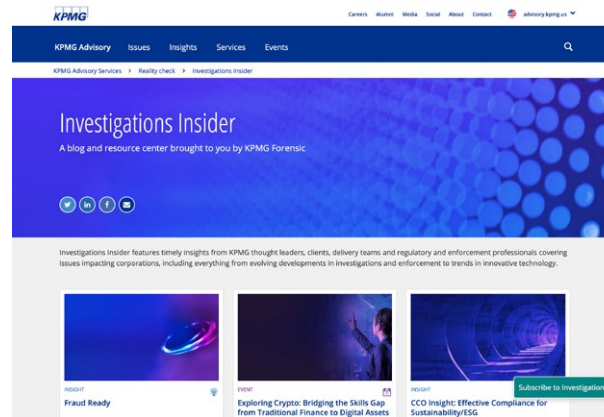 KPMG
Careers Alumni Media Social About Contact advisory.kpmg.us
KPMG Advisory Issues Insights Services Events
KPMG Advisory Services > Reality check > Investigations Insider
Investigations Insider
A blog and resource center brought to you by KPMG Forensic
Investigations Insider features timely insights from KPMG thought leaders, clients, delivery teams and regulatory and enforcement professionals covering
issues impacting corporations, including everything from evolving developments in investigations and enforcement to trends in innovative technology.
INSIGHT
Fraud Ready
EVENT
Exploring Crypto: Bridging the Skills Gap
from Traditional Finance to Digital Assets
INSIGHT
CCO Insight: Effective Compliance for
Sustainability/ESG
Subscribe to Investigation